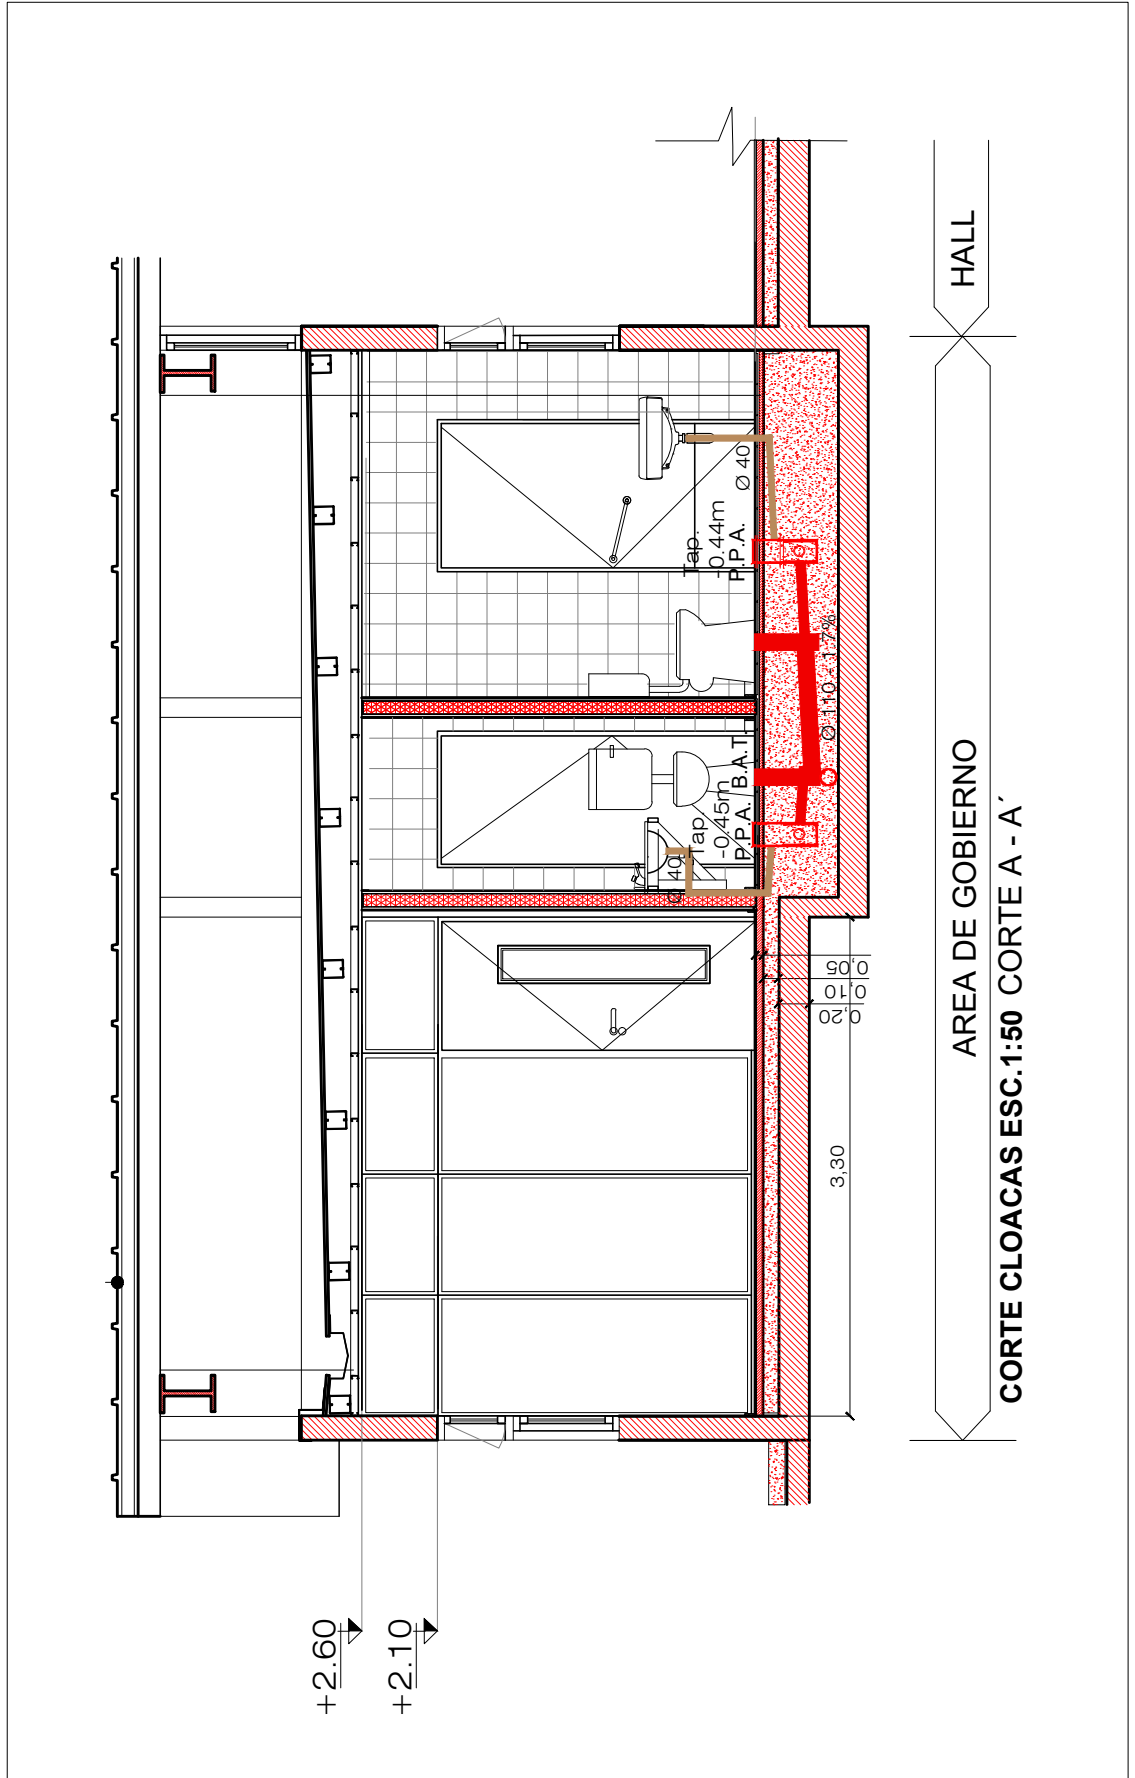 +2.60
+2.10
Tap.
-0.45m
P.P.A.
B.A.T.
Ø 40
Tap.
-0.44m
P.P.A.
Ø 40
Ø 110 - 1.7%
3,30
0,20
0,10
0,05
AREA DE GOBIERNO
HALL
CORTE CLOACAS ESC.1:50 CORTE A - A´